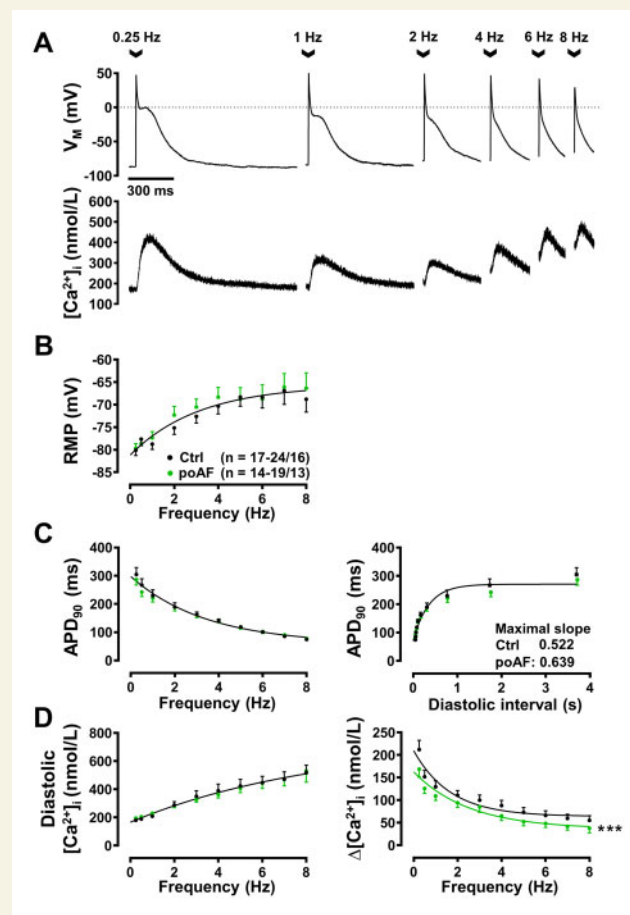 A
0.25 Hz 1 Hz 2 Hz 4 Hz 6 Hz 8 Hz
V_M (mV)
50
0
-50
-100
300 ms
[Ca²⁺]ᵢ (nmol/L)
600
500
400
300
200
100
B
RMP (mV)
-60
-65
-70
-75
-80
-85
Ctrl (n = 17-24/16)
poAF (n = 14-19/13)
0 2 4 6 8
Frequency (Hz)
C
APD₉₀ (ms)
400
300
200
100
0
0 2 4 6 8
Frequency (Hz)
APD₉₀ (ms)
400
300
200
100
0
Maximal slope
Ctrl 0.522
poAF: 0.639
0 1 2 3 4
Diastolic interval (s)
D
Diastolic
[Ca²⁺]ᵢ (nmol/L)
800
600
400
200
0
0 2 4 6 8
Frequency (Hz)
Δ[Ca²⁺]ᵢ (nmol/L)
250
200
150
100
50
0
***
0 2 4 6 8
Frequency (Hz)